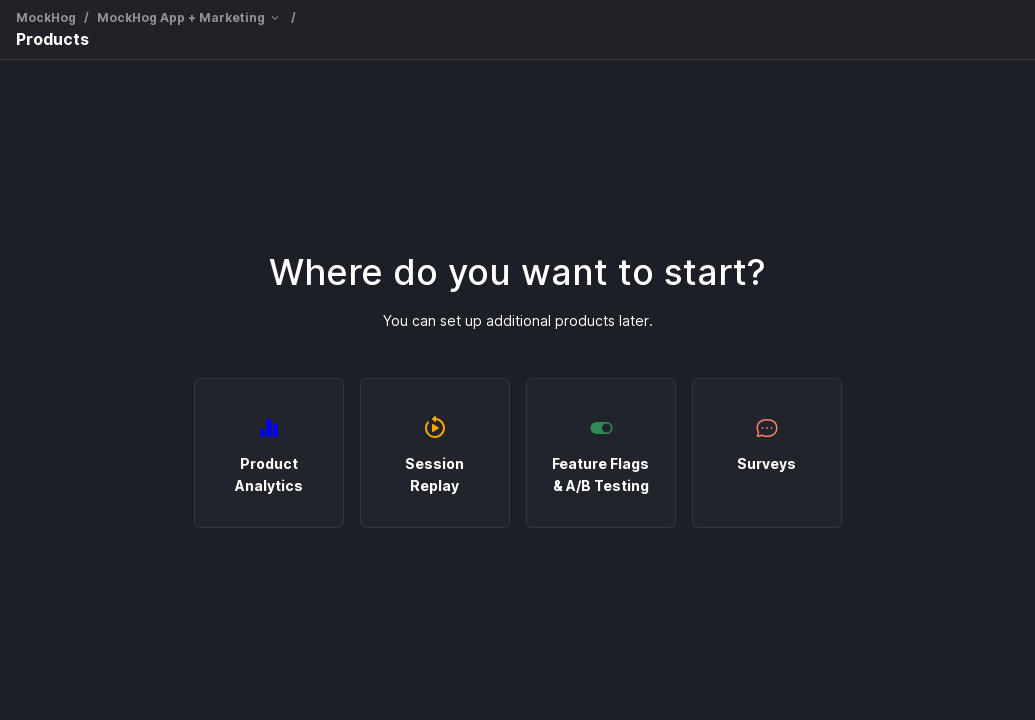 MockHog / MockHog App + Marketing /
Products
Where do you want to start?
You can set up additional products later.
Product
Analytics
Session
Replay
Feature Flags
& A/B Testing
Surveys